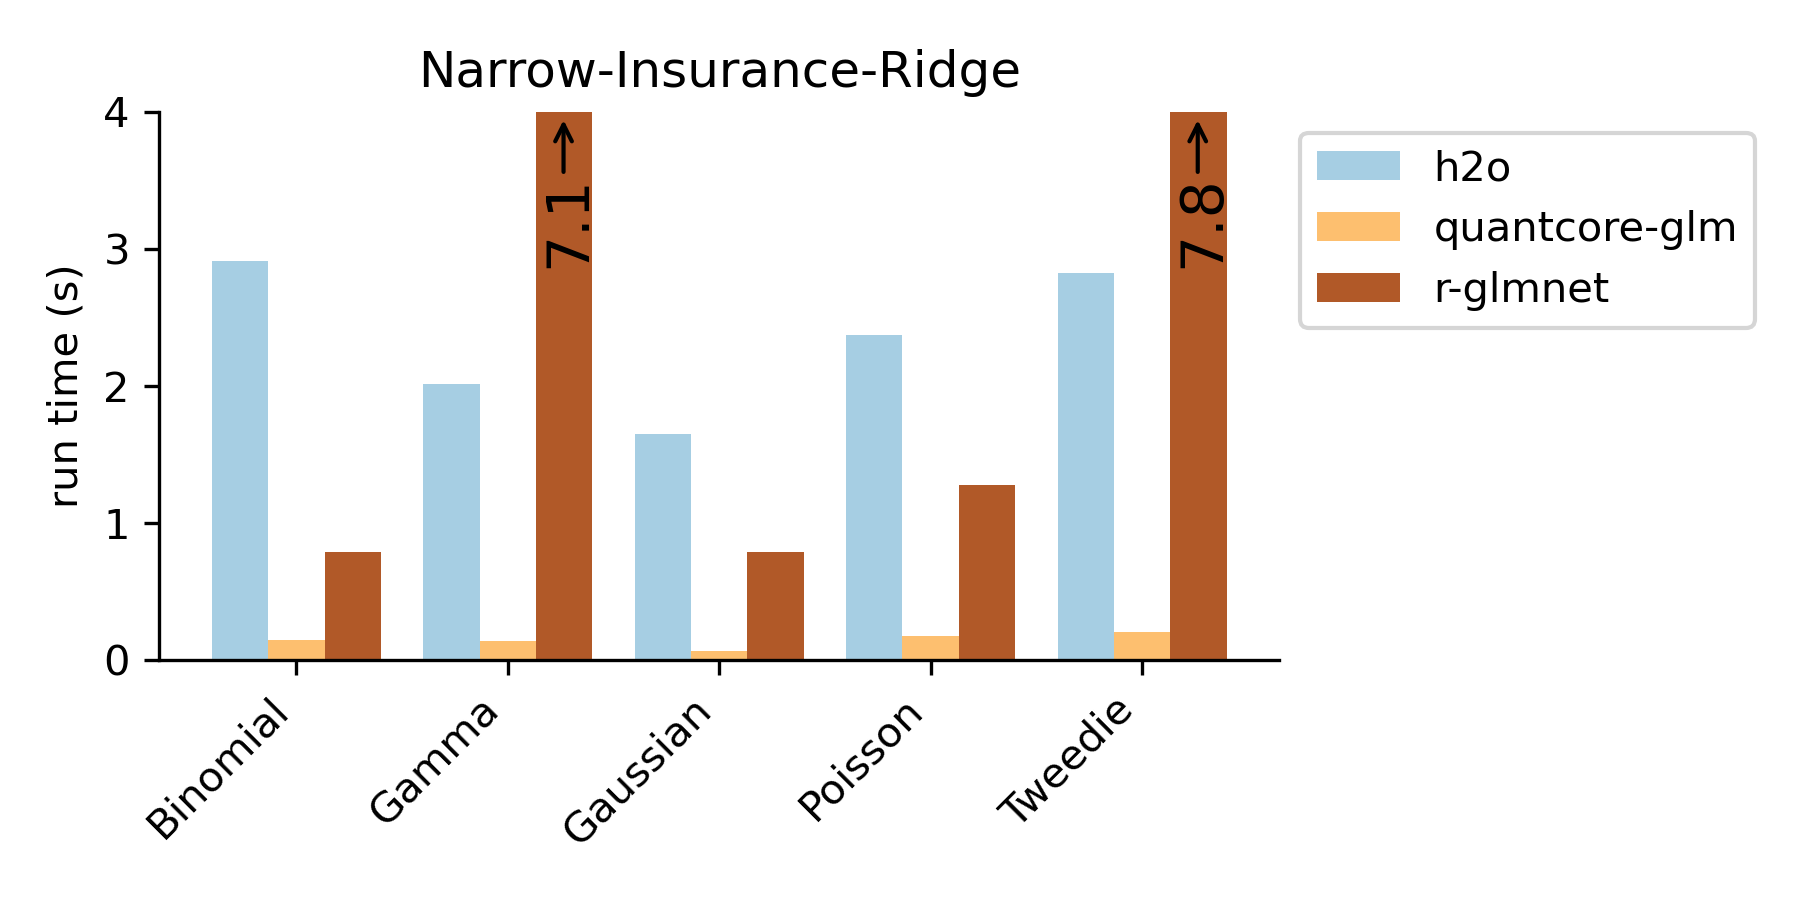 Narrow-Insurance-Ridge
run time (s)
4
3
2
1
0
7.1
7.8
Binomial
Gamma
Gaussian
Poisson
Tweedie
h2o
quantcore-glm
r-glmnet